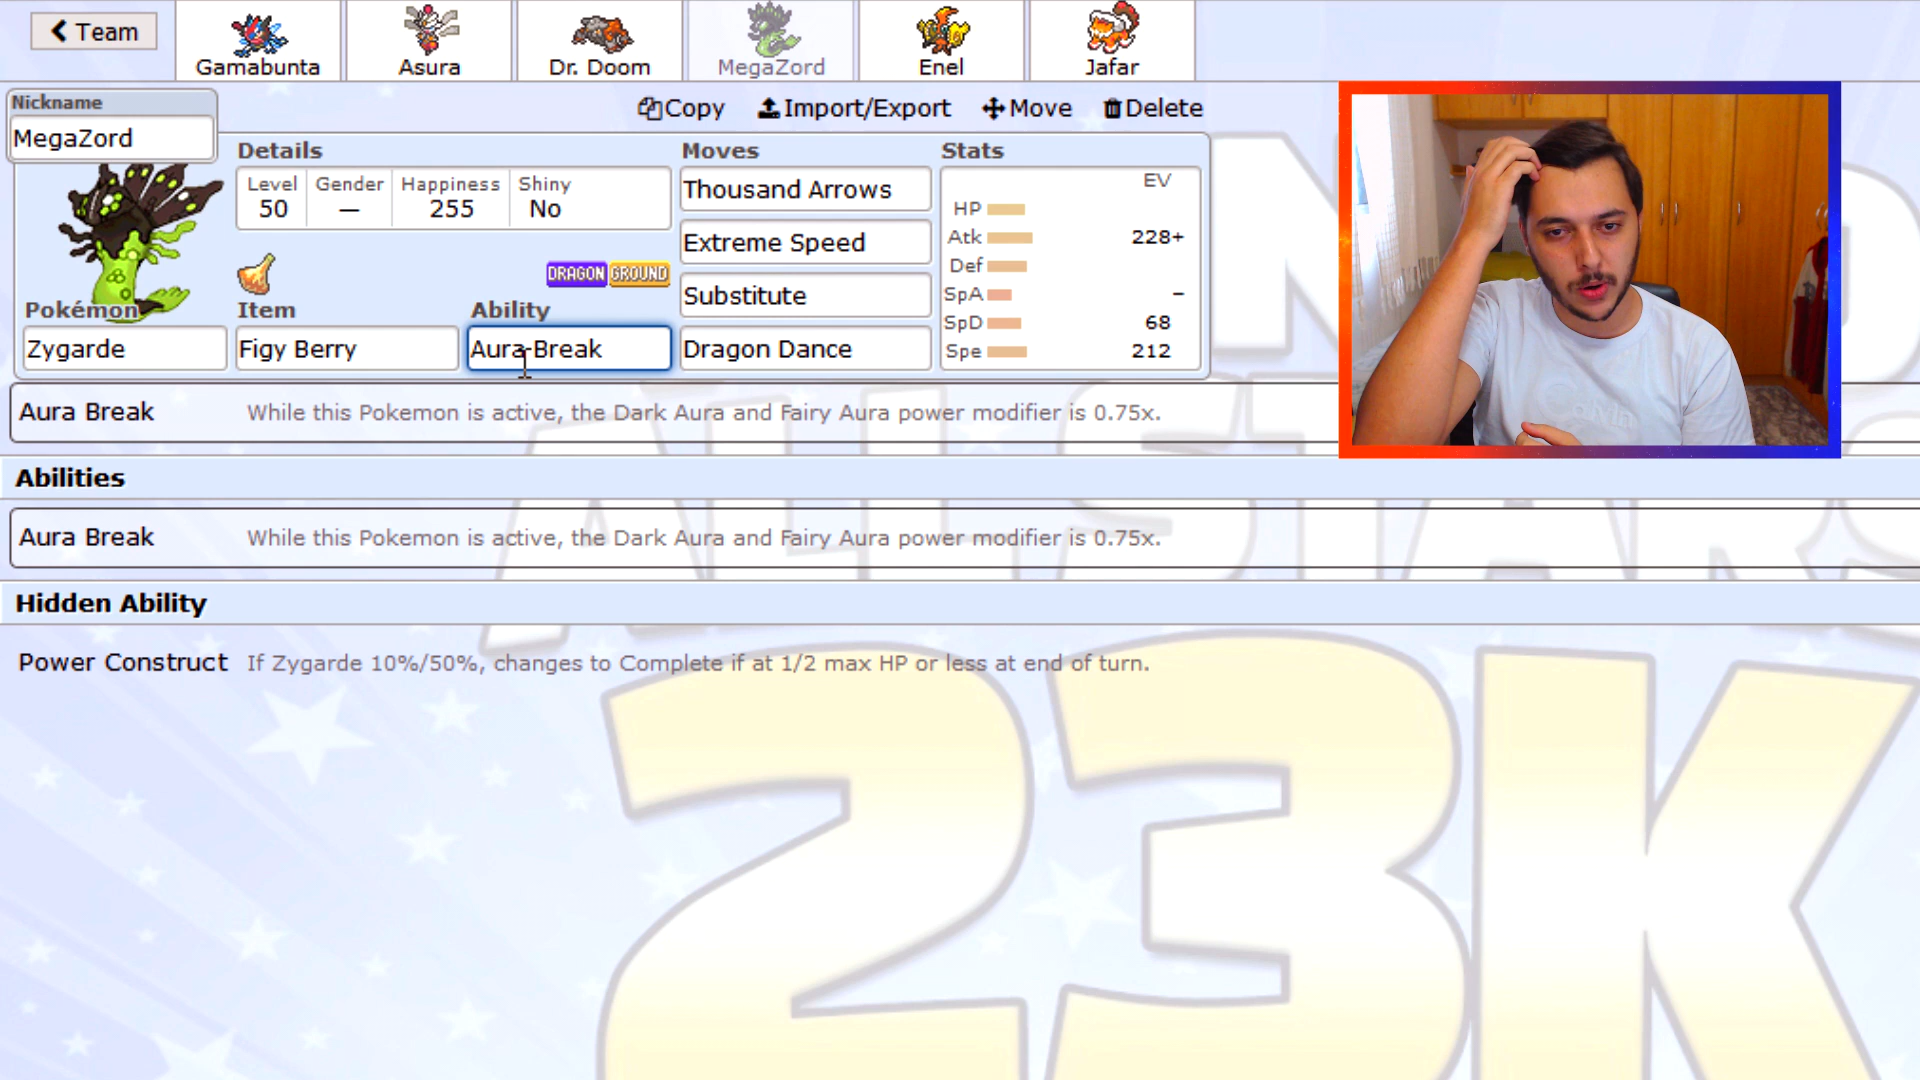 Team
Gamabunta
Asura
Dr. Doom
MegaZord
Enel
Jafar
Nickname
MegaZord
Copy
Import/Export
Move
Delete
Details
Level
50
Gender
—
Happiness
255
Shiny
No
DRAGON GROUND
Pokémon
Zygarde
Item
Figy Berry
Ability
Aura Break
Moves
Thousand Arrows
Extreme Speed
Substitute
Dragon Dance
Stats
EV
HP
Atk 228+
Def
SpA –
SpD 68
Spe 212
Aura Break While this Pokemon is active, the Dark Aura and Fairy Aura power modifier is 0.75x.
Abilities
Aura Break While this Pokemon is active, the Dark Aura and Fairy Aura power modifier is 0.75x.
Hidden Ability
Power Construct If Zygarde 10%/50%, changes to Complete if at 1/2 max HP or less at end of turn.
ALL STARS
23K